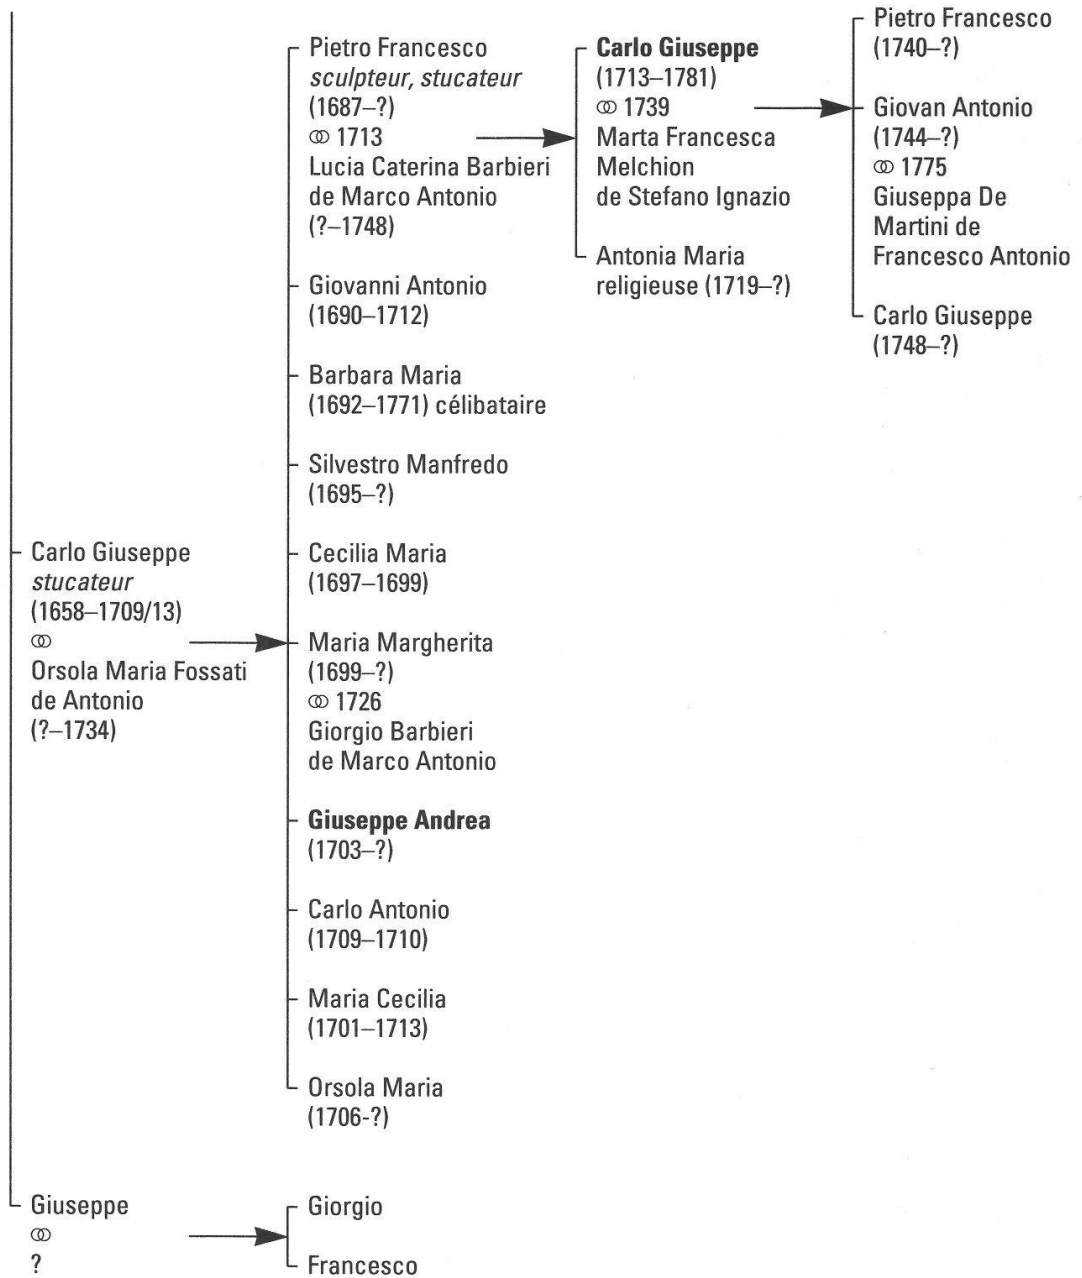 Carlo Giuseppe
stucateur
(1658–1709/13)
⚭
Orsola Maria Fossati
de Antonio
(?–1734)
Giuseppe
⚭
?
Pietro Francesco
sculpteur, stucateur
(1687–?)
⚭ 1713
Lucia Caterina Barbieri
de Marco Antonio
(?–1748)
Giovanni Antonio
(1690–1712)
Barbara Maria
(1692–1771) célibataire
Silvestro Manfredo
(1695–?)
Cecilia Maria
(1697–1699)
Maria Margherita
(1699–?)
⚭ 1726
Giorgio Barbieri
de Marco Antonio
Giuseppe Andrea
(1703–?)
Carlo Antonio
(1709–1710)
Maria Cecilia
(1701–1713)
Orsola Maria
(1706-?)
Giorgio
Francesco
Carlo Giuseppe
(1713–1781)
⚭ 1739
Marta Francesca
Melchion
de Stefano Ignazio
Antonia Maria
religieuse (1719–?)
Pietro Francesco
(1740–?)
Giovan Antonio
(1744–?)
⚭ 1775
Giuseppa De
Martini de
Francesco Antonio
Carlo Giuseppe
(1748–?)